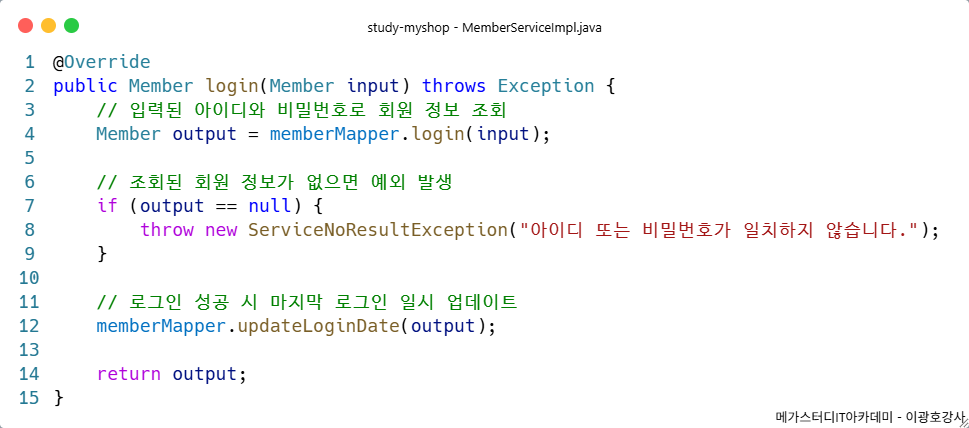 study-myshop - MemberServiceImpl.java
1 @Override
2 public Member login(Member input) throws Exception {
3     // 입력된 아이디와 비밀번호로 회원 정보 조회
4     Member output = memberMapper.login(input);
5
6     // 조회된 회원 정보가 없으면 예외 발생
7     if (output == null) {
8         throw new ServiceNoResultException("아이디 또는 비밀번호가 일치하지 않습니다.");
9     }
10
11     // 로그인 성공 시 마지막 로그인 일시 업데이트
12     memberMapper.updateLoginDate(output);
13
14     return output;
15 }
메가스터디IT아카데미 - 이광호강사